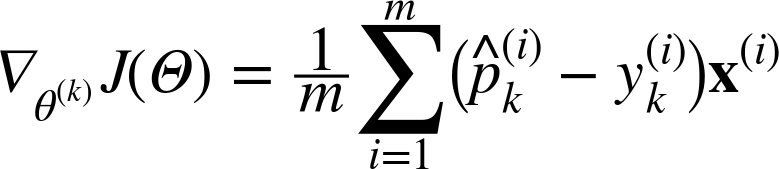 ∇_{θ^{(k)}} J(Θ) = \frac{1}{m} \sum_{i=1}^{m} (\hat{p}_k^{(i)} − y_k^{(i)}) \mathbf{x}^{(i)}